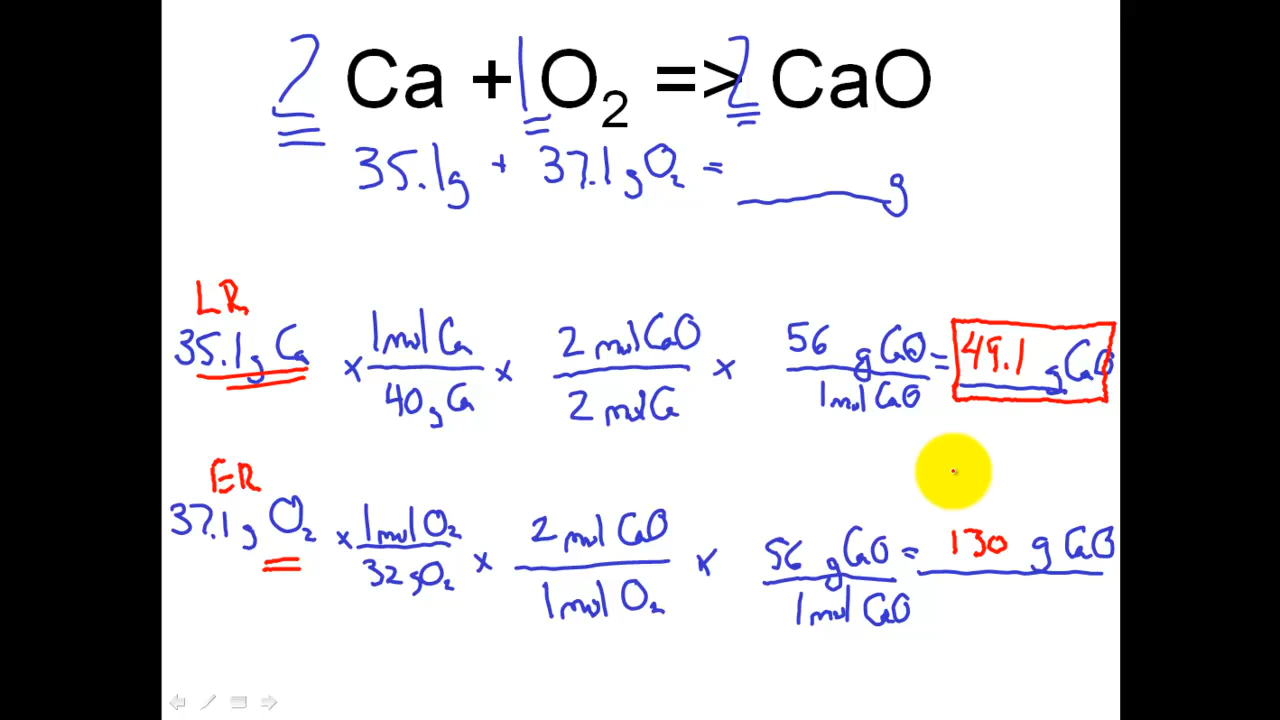 2 Ca + 1 O₂ => 2 CaO
35.1g + 37.1 g O₂ = ____ g
LR
35.1 g Ca × 1 mol Ca / 40 g Ca × 2 mol CaO / 2 mol Ca × 56 g CaO / 1 mol CaO = 49.1 g CaO
ER
37.1 g O₂ × 1 mol O₂ / 32 g O₂ × 2 mol CaO / 1 mol O₂ × 56 g CaO / 1 mol CaO = 130 g CaO